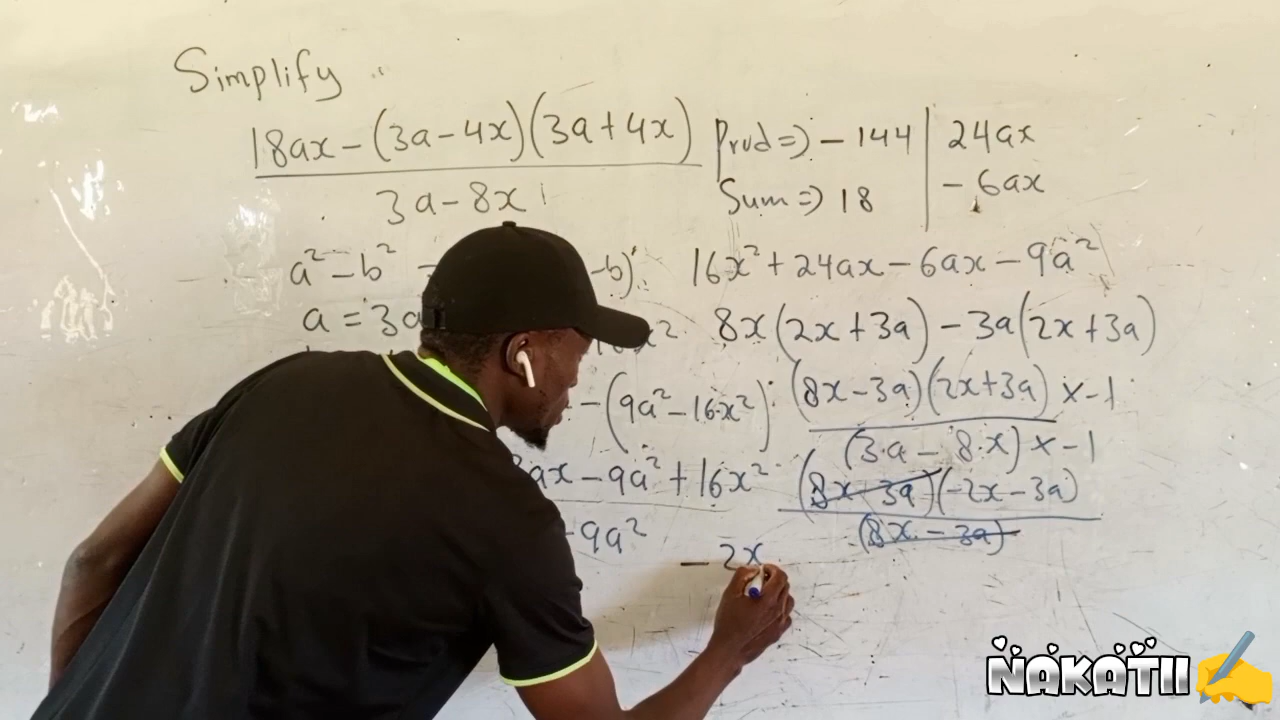 Simplify
18ax - (3a - 4x)(3a + 4x)
3a - 8x
a² - b² -b)
a = 3a x²
- (9a² - 16x²)
ax - 9a² + 16x²
-9a²
Prod => - 144 | 24ax
Sum => 18 | - 6ax
16x² + 24ax - 6ax - 9a²
8x(2x + 3a) - 3a(2x + 3a)
(8x - 3a)(2x + 3a) x - 1
(3a - 8x) x - 1
(8x - 3a)(-2x - 3a)
(8x - 3a)
- 2x
NAKATII